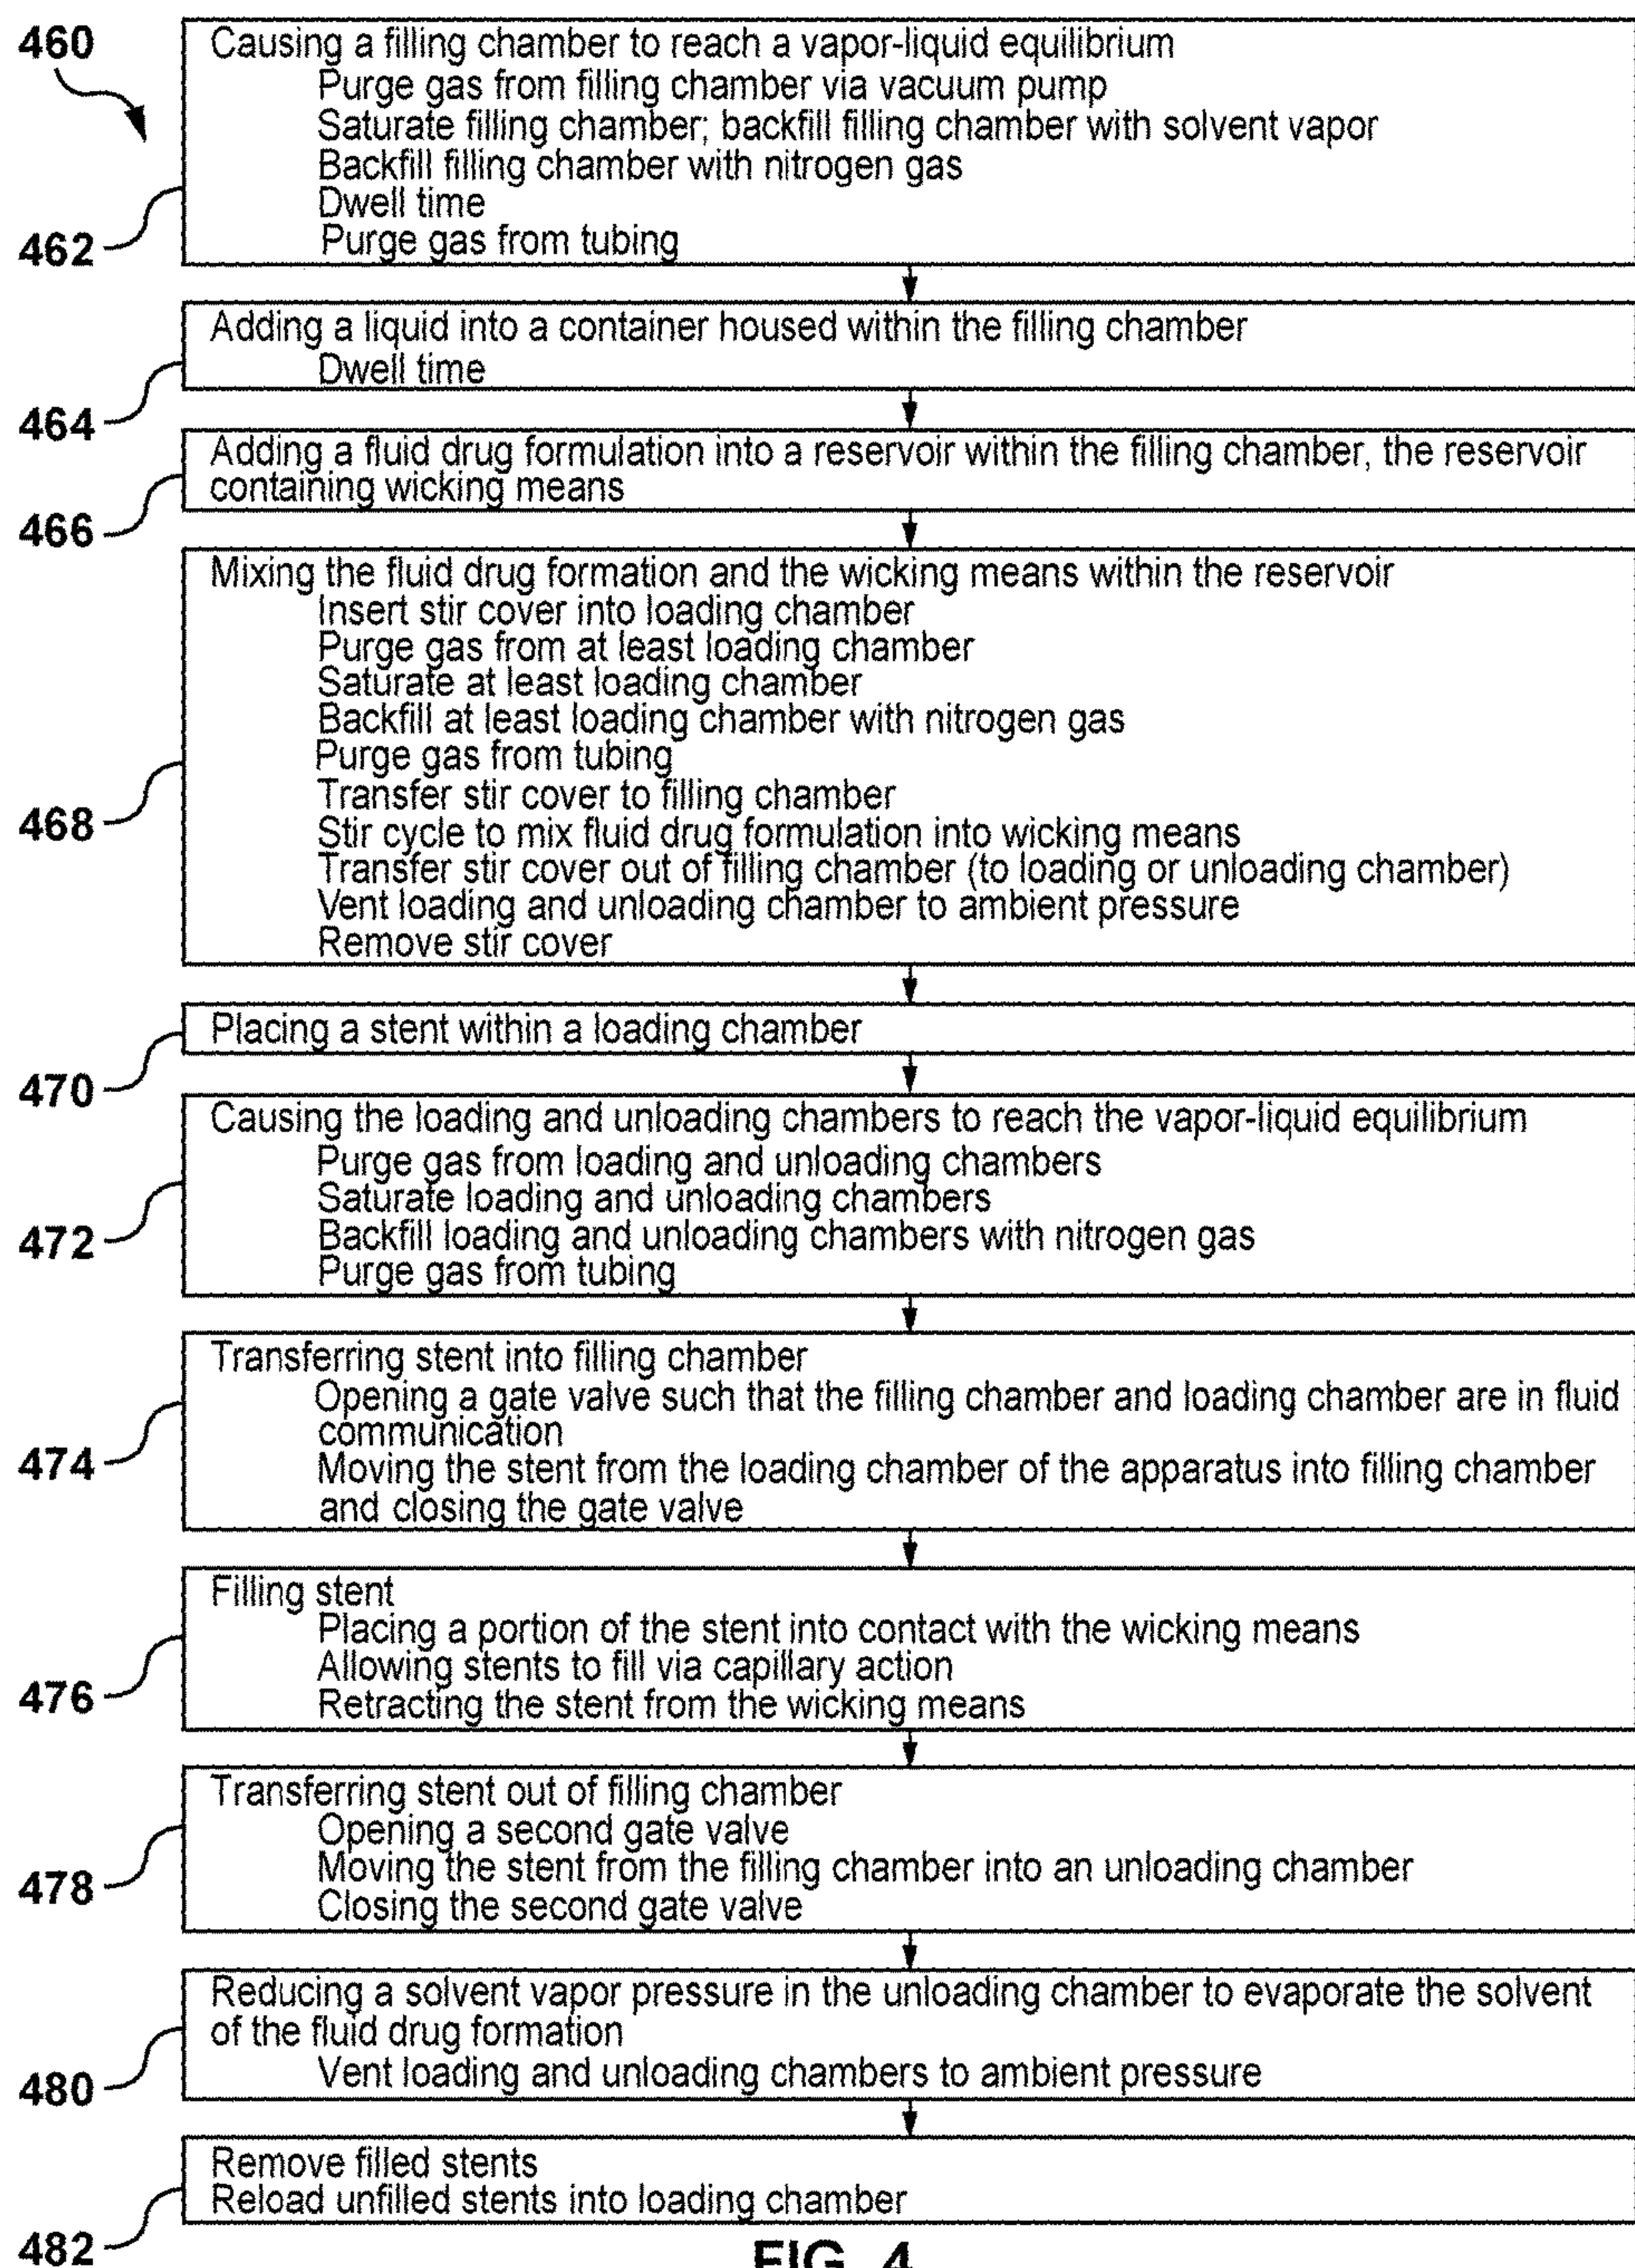 460
Causing a filling chamber to reach a vapor-liquid equilibrium
Purge gas from filling chamber via vacuum pump
Saturate filling chamber; backfill filling chamber with solvent vapor
Backfill filling chamber with nitrogen gas
Dwell time
Purge gas from tubing
462
Adding a liquid into a container housed within the filling chamber
Dwell time
464
Adding a fluid drug formulation into a reservoir within the filling chamber, the reservoir
containing wicking means
466
Mixing the fluid drug formation and the wicking means within the reservoir
Insert stir cover into loading chamber
Purge gas from at least loading chamber
Saturate at least loading chamber
Backfill at least loading chamber with nitrogen gas
Purge gas from tubing
Transfer stir cover to filling chamber
Stir cycle to mix fluid drug formulation into wicking means
Transfer stir cover out of filling chamber (to loading or unloading chamber)
Vent loading and unloading chamber to ambient pressure
Remove stir cover
468
Placing a stent within a loading chamber
470
Causing the loading and unloading chambers to reach the vapor-liquid equilibrium
Purge gas from loading and unloading chambers
Saturate loading and unloading chambers
Backfill loading and unloading chambers with nitrogen gas
Purge gas from tubing
472
Transferring stent into filling chamber
Opening a gate valve such that the filling chamber and loading chamber are in fluid
communication
Moving the stent from the loading chamber of the apparatus into filling chamber
and closing the gate valve
474
Filling stent
Placing a portion of the stent into contact with the wicking means
Allowing stents to fill via capillary action
Retracting the stent from the wicking means
476
Transferring stent out of filling chamber
Opening a second gate valve
Moving the stent from the filling chamber into an unloading chamber
Closing the second gate valve
478
Reducing a solvent vapor pressure in the unloading chamber to evaporate the solvent
of the fluid drug formation
Vent loading and unloading chambers to ambient pressure
480
Remove filled stents
Reload unfilled stents into loading chamber
482
FIG. 4